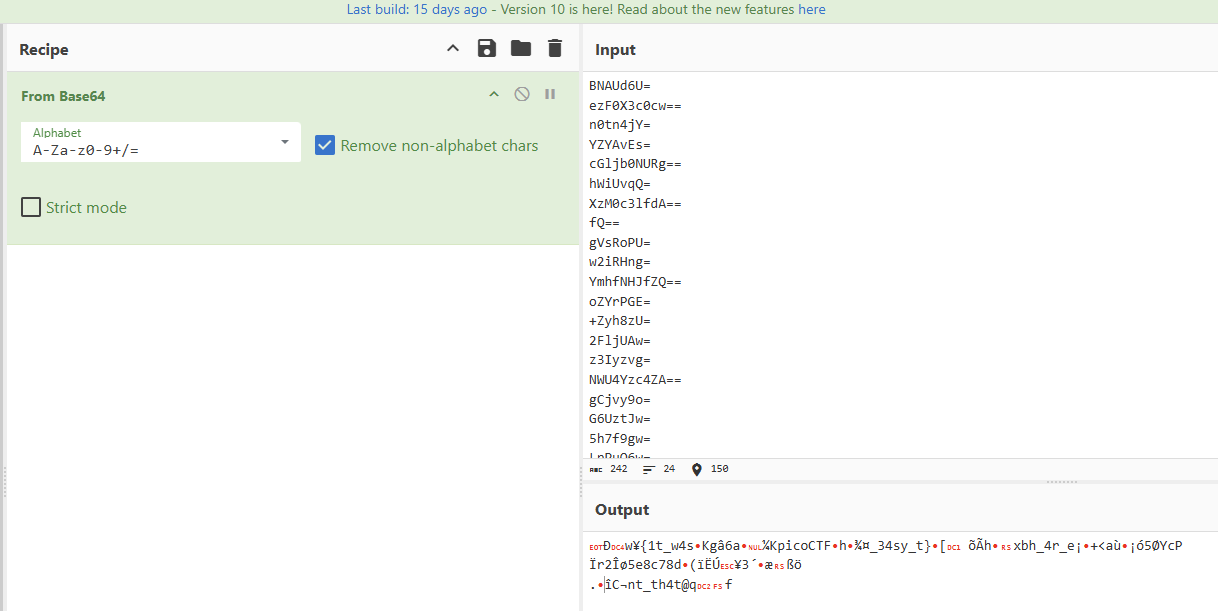 Last build: 15 days ago - Version 10 is here! Read about the new features here
Recipe
From Base64
Alphabet
A-Za-z0-9+/=
Remove non-alphabet chars
Strict mode
Input
BNAUd6U=
ezF0X3c0cw==
n0tn4jY=
YZYAvEs=
cGljb0NURg==
hWiUvqQ=
XzM0c3lfdA==
fQ==
gVsRoPU=
w2iRHng=
YmhfNHJfZQ==
oZYrPGE=
+Zyh8zU=
2FljUAw=
z3Iyzvg=
NWU4Yzc4ZA==
gCjvy9o=
G6UztJw=
5h7f9gw=
ABC 242 24 150
Output
EOTÐDC4w¥{1t_w4s•Kgâ6a•NUL¼KpicoCTF•h•¾¤_34sy_t}•[DC1 õÃh•RSxbh_4r_e¡•+<aù•¡ó5ØYcP
Ïr2Îø5e8c78d•(ïËÚESC¥3´•æRSßö
.•îC¬nt_th4t@qDC2FSf